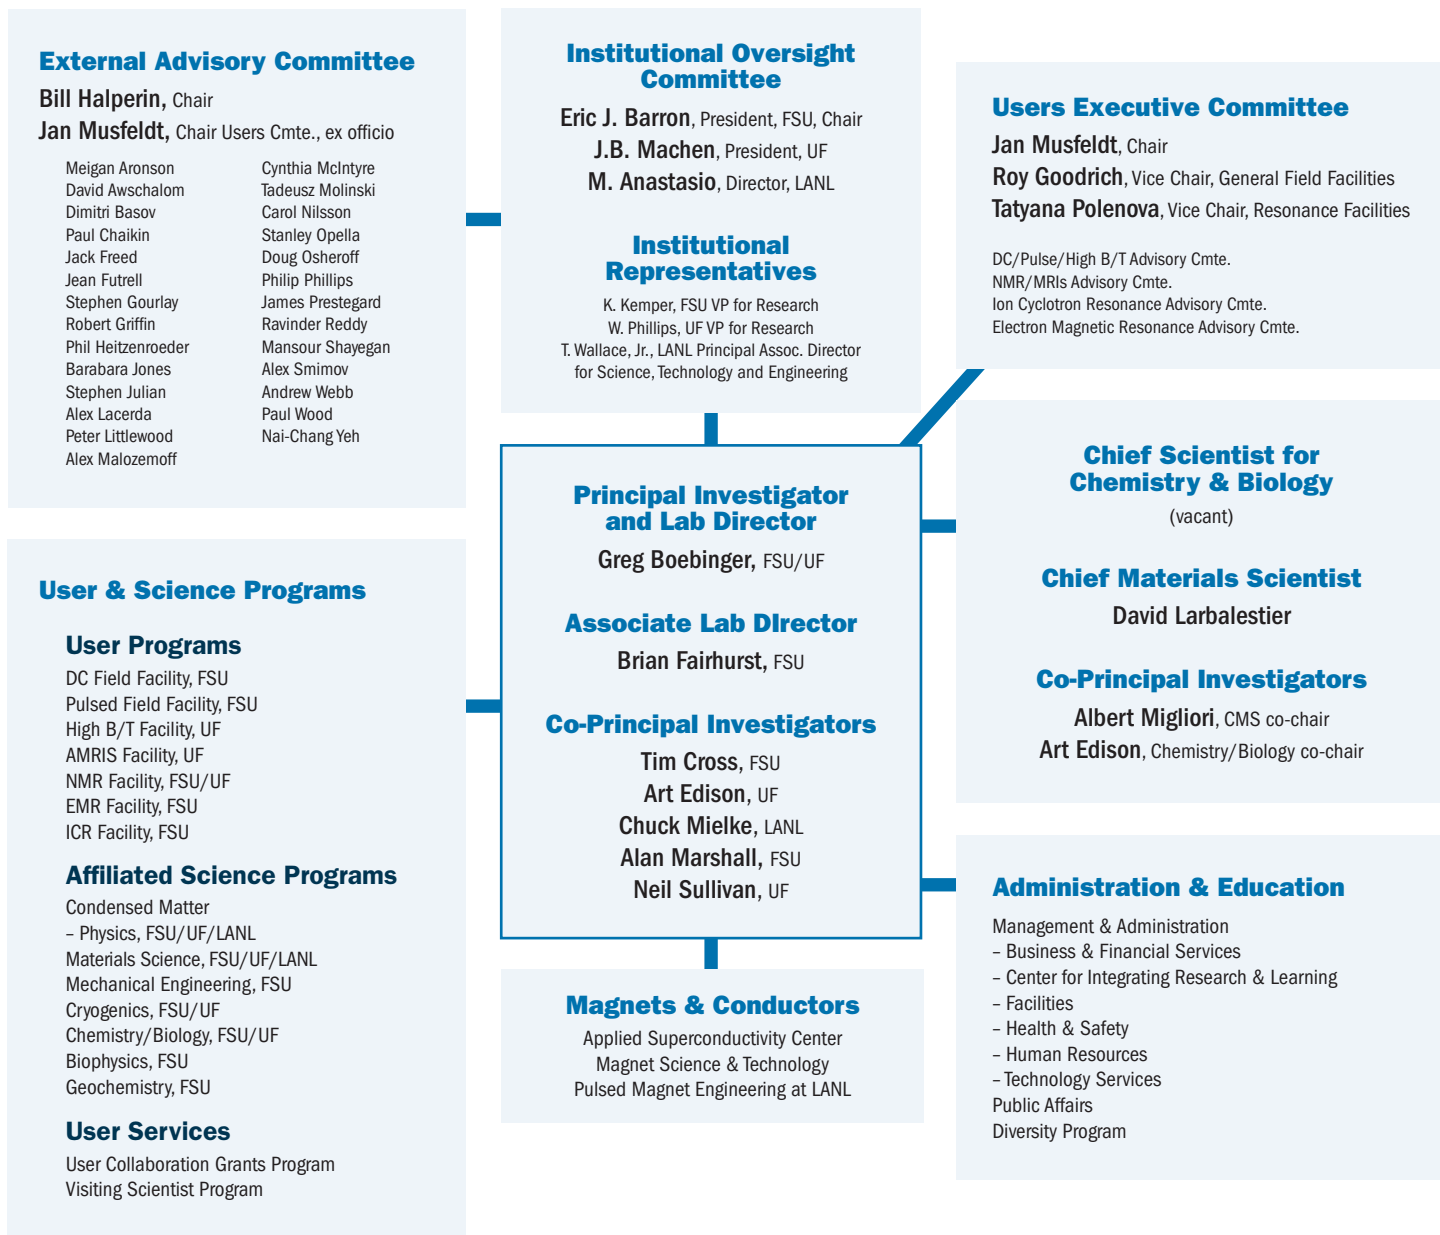 External Advisory Committee
Bill Halperin, Chair
Jan Musfeldt, Chair Users Cmte., ex officio
Meigan Aronson
David Awschalom
Dimitri Basov
Paul Chaikin
Jack Freed
Jean Futrell
Stephen Gourlay
Robert Griffin
Phil Heitzenroeder
Barabara Jones
Stephen Julian
Alex Lacerda
Peter Littlewood
Alex Malozemoff
Cynthia McIntyre
Tadeusz Molinski
Carol Nilsson
Stanley Opella
Doug Osheroff
Philip Phillips
James Prestegard
Ravinder Reddy
Mansour Shayegan
Alex Smimov
Andrew Webb
Paul Wood
Nai-Chang Yeh
Institutional Oversight
Committee
Eric J. Barron, President, FSU, Chair
J.B. Machen, President, UF
M. Anastasio, Director, LANL
Institutional
Representatives
K. Kemper, FSU VP for Research
W. Phillips, UF VP for Research
T. Wallace, Jr., LANL Principal Assoc. Director
for Science, Technology and Engineering
Users Executive Committee
Jan Musfeldt, Chair
Roy Goodrich, Vice Chair, General Field Facilities
Tatyana Polenova, Vice Chair, Resonance Facilities
DC/Pulse/High B/T Advisory Cmte.
NMR/MRIs Advisory Cmte.
Ion Cyclotron Resonance Advisory Cmte.
Electron Magnetic Resonance Advisory Cmte.
Principal Investigator
and Lab Director
Greg Boebinger, FSU/UF
Associate Lab DIrector
Brian Fairhurst, FSU
Co-Principal Investigators
Tim Cross, FSU
Art Edison, UF
Chuck Mielke, LANL
Alan Marshall, FSU
Neil Sullivan, UF
Chief Scientist for
Chemistry & Biology
(vacant)
Chief Materials Scientist
David Larbalestier
Co-Principal Investigators
Albert Migliori, CMS co-chair
Art Edison, Chemistry/Biology co-chair
User & Science Programs
User Programs
DC Field Facility, FSU
Pulsed Field Facility, FSU
High B/T Facility, UF
AMRIS Facility, UF
NMR Facility, FSU/UF
EMR Facility, FSU
ICR Facility, FSU
Affiliated Science Programs
Condensed Matter
– Physics, FSU/UF/LANL
Materials Science, FSU/UF/LANL
Mechanical Engineering, FSU
Cryogenics, FSU/UF
Chemistry/Biology, FSU/UF
Biophysics, FSU
Geochemistry, FSU
User Services
User Collaboration Grants Program
Visiting Scientist Program
Magnets & Conductors
Applied Superconductivity Center
Magnet Science & Technology
Pulsed Magnet Engineering at LANL
Administration & Education
Management & Administration
– Business & Financial Services
– Center for Integrating Research & Learning
– Facilities
– Health & Safety
– Human Resources
– Technology Services
Public Affairs
Diversity Program